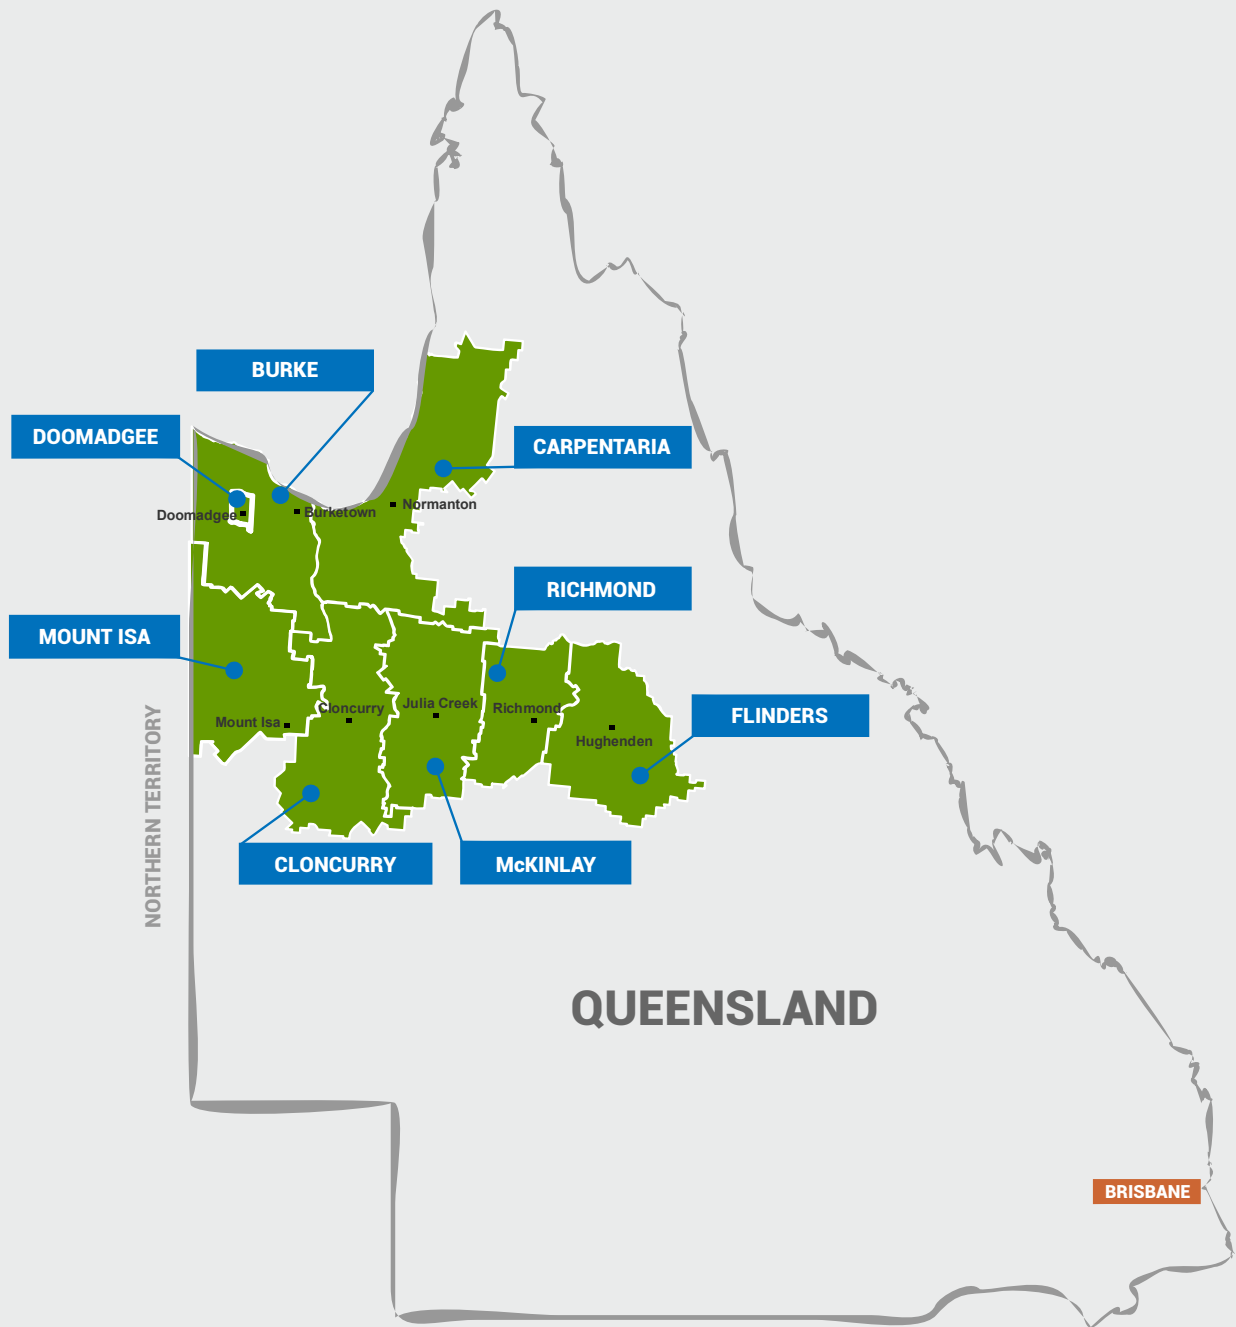 BURKE
DOOMADGEE
CARPENTARIA
Normanton
Doomadgee
Burketown
RICHMOND
MOUNT ISA
Julia Creek
Cloncurry
Richmond
FLINDERS
Mount Isa
Hughenden
NORTHERN TERRITORY
CLONCURRY
McKINLAY
QUEENSLAND
BRISBANE